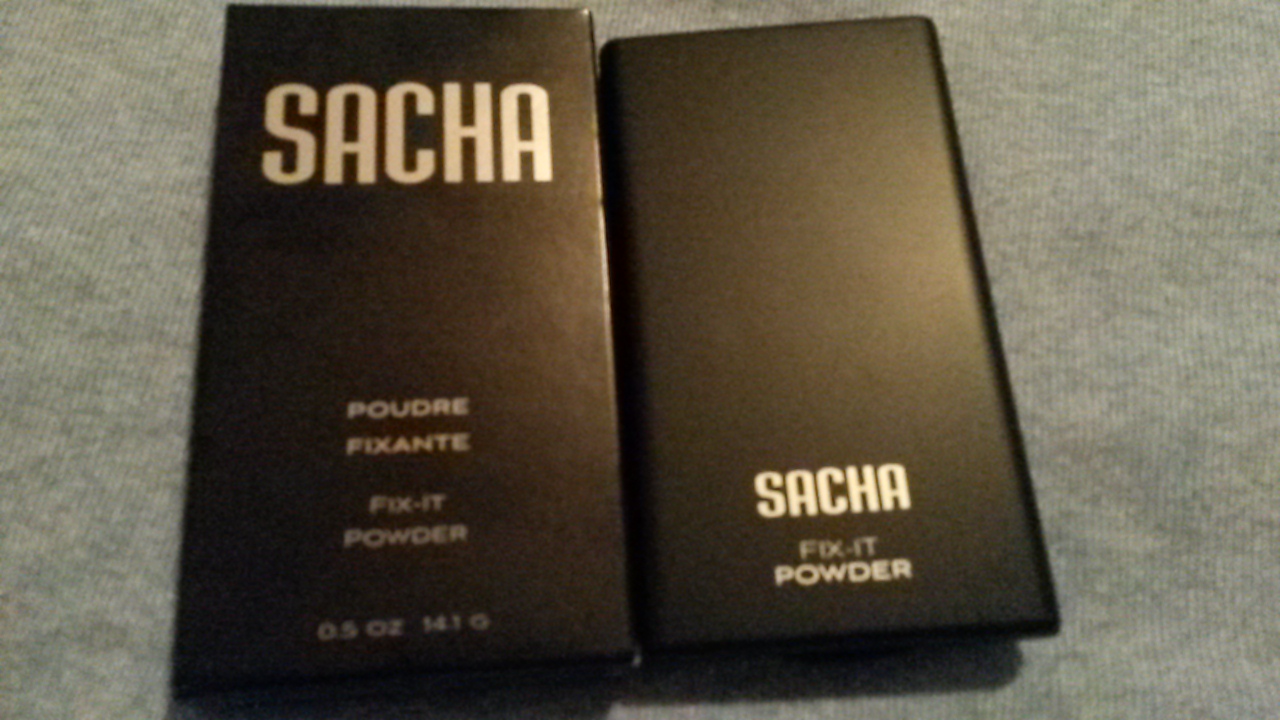 SACHA
POUDRE
FIXANTE
FIX-IT
POWDER
0.5 OZ 14.1 G
SACHA
FIX-IT
POWDER